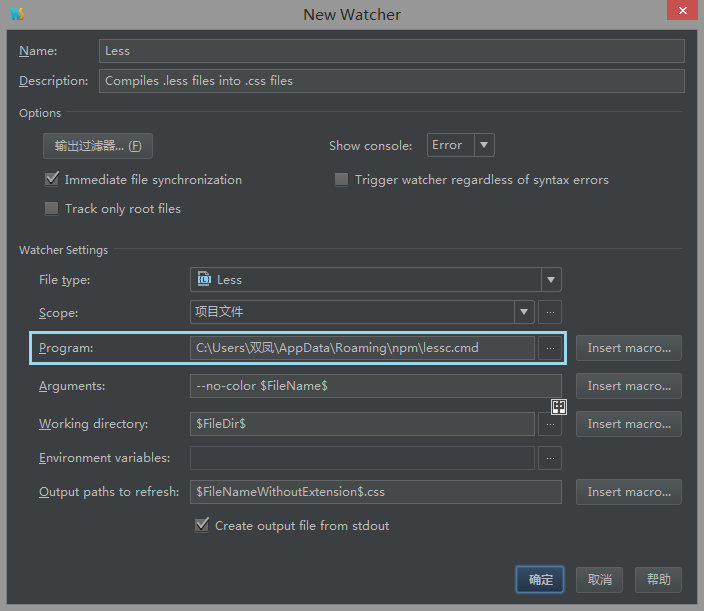 New Watcher
Name: Less
Description: Compiles .less files into .css files
Options
输出过滤器... (F) Show console: Error
Immediate file synchronization Trigger watcher regardless of syntax errors
Track only root files
Watcher Settings
File type: Less
Scope: 项目文件 ...
Program: C:\Users\双凤\AppData\Roaming\npm\lessc.cmd ... Insert macro...
Arguments: --no-color $FileName$ Insert macro...
Working directory: $FileDir$ ... Insert macro...
Environment variables: ...
Output paths to refresh: $FileNameWithoutExtension$.css Insert macro...
Create output file from stdout
确定 取消 帮助